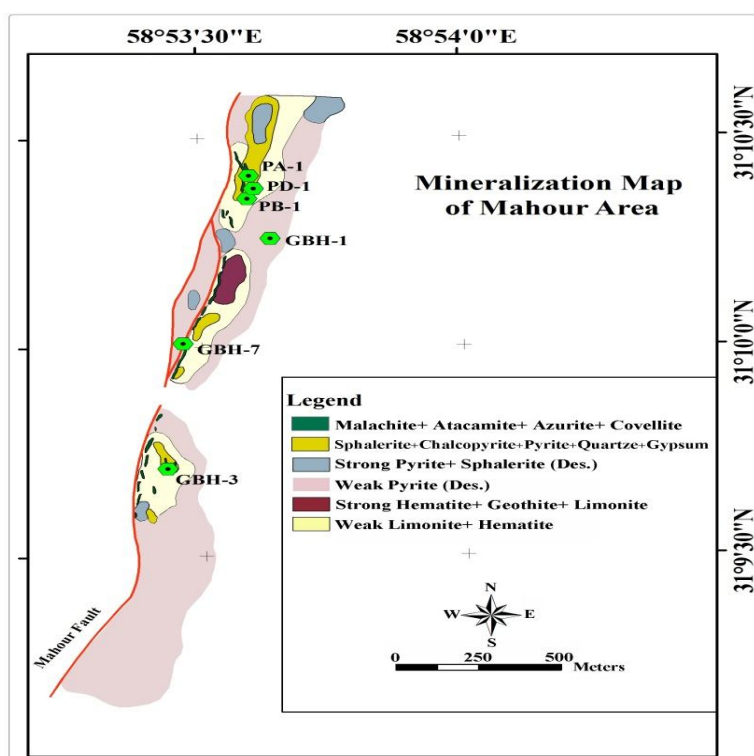 58°53'30"E
58°54'0"E
31°10'30"N
Mineralization Map
of Mahour Area
PA-1
PD-1
PB-1
GBH-1
31°10'0"N
GBH-7
GBH-3
Legend
Malachite+ Atacamite+ Azurite+ Covellite
Sphalerite+Chalcopyrite+Pyrite+Quartze+Gypsum
Strong Pyrite+ Sphalerite (Des.)
Weak Pyrite (Des.)
Strong Hematite+ Geothite+ Limonite
Weak Limonite+ Hematite
31°9'30"N
N
W
E
S
Mahour Fault
0
250
500
Meters